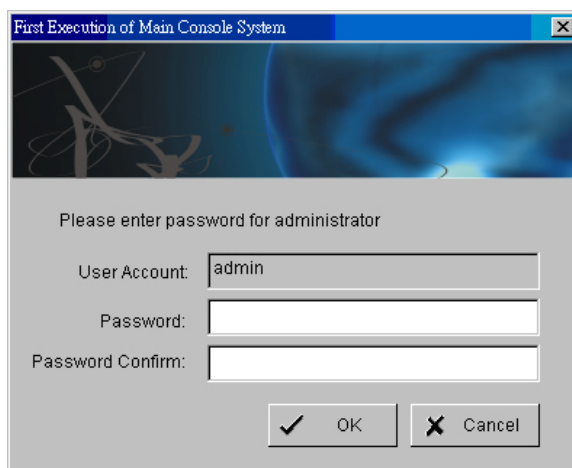 First Execution of Main Console System
Please enter password for administrator
User Account: admin
Password:
Password Confirm:
OK Cancel